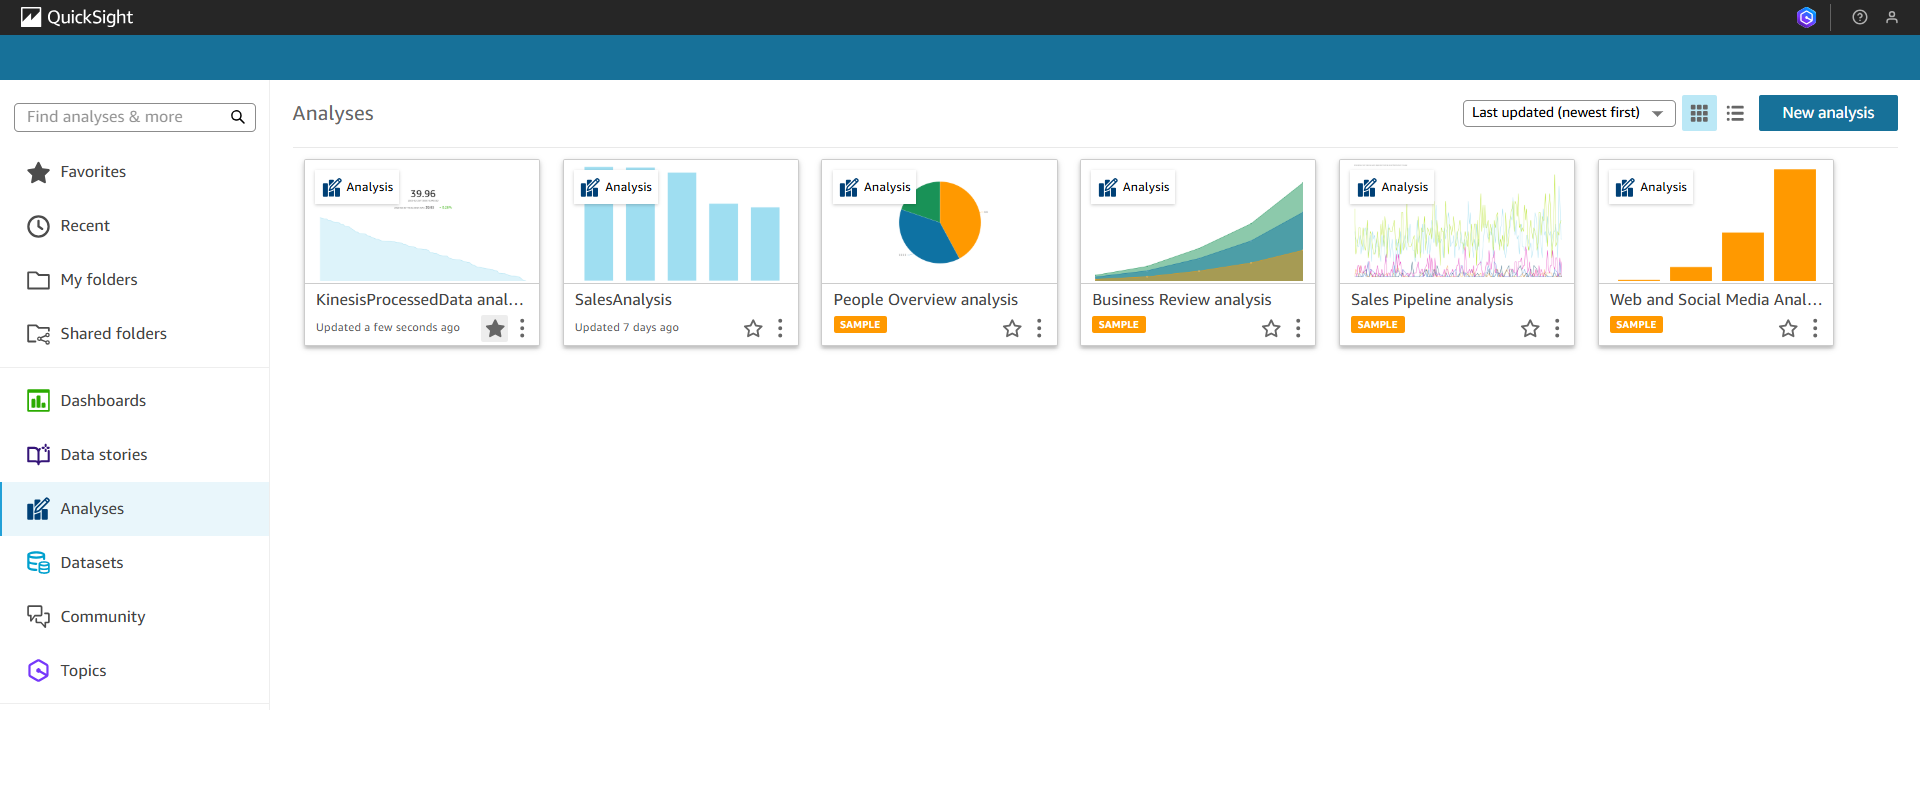 QuickSight
Find analyses & more
Favorites
Recent
My folders
Shared folders
Dashboards
Data stories
Analyses
Datasets
Community
Topics
Analyses
Last updated (newest first)
New analysis
Analysis
39.96
KinesisProcessedData anal...
Updated a few seconds ago
Analysis
SalesAnalysis
Updated 7 days ago
Analysis
People Overview analysis
SAMPLE
Analysis
Business Review analysis
SAMPLE
Analysis
Sales Pipeline analysis
SAMPLE
Analysis
Web and Social Media Anal...
SAMPLE